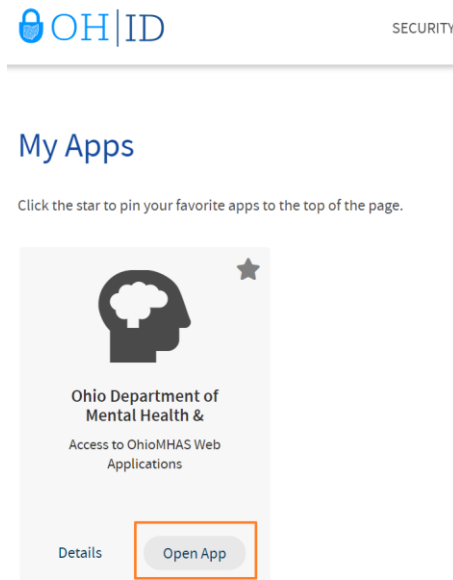 OH|ID
SECURITY
My Apps
Click the star to pin your favorite apps to the top of the page.
Ohio Department of
Mental Health &
Access to OhioMHAS Web
Applications
Details Open App